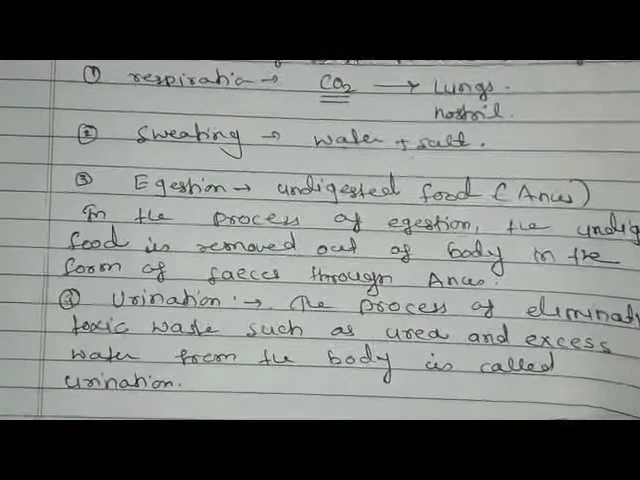 ① respiration → CO₂ → Lungs.
nostril.
② Sweating → water + salt.
③ Egestion → undigested food (Anus)
In the process of egestion, the undig
food is removed out of body in the
form of faeces through Anus.
④ Urination :→ The process of eliminat
toxic waste such as urea and excess
water from the body is called
urination.